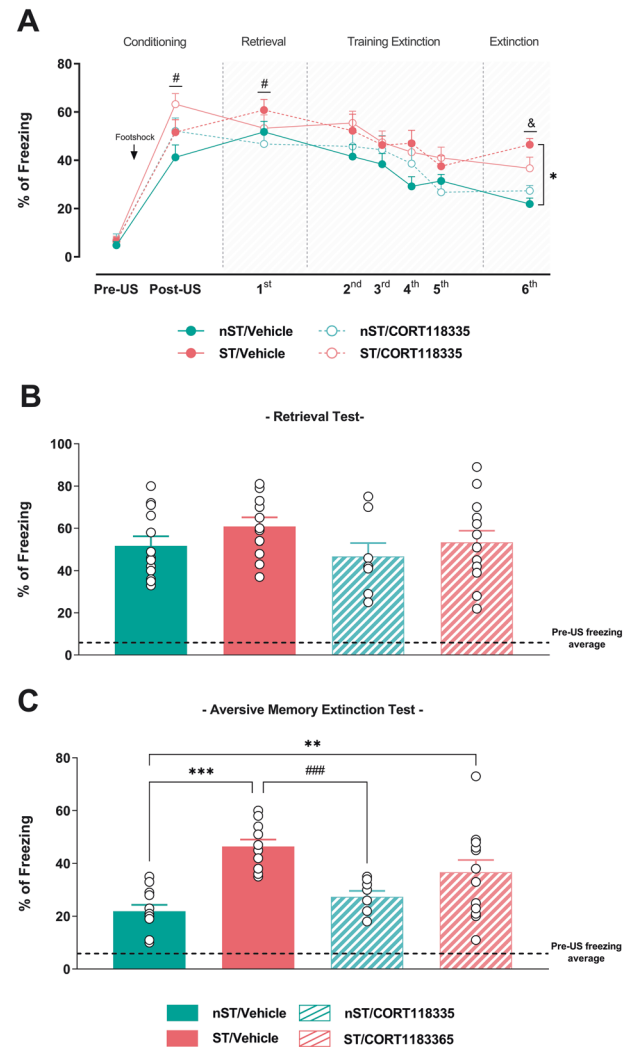 A
Conditioning Retrieval Training Extinction Extinction
% of Freezing
80
60
40
20
0
Footshock
#
#
&
*
Pre-US Post-US 1st 2nd 3rd 4th 5th 6th
nST/Vehicle nST/CORT118335
ST/Vehicle ST/CORT118335
B
- Retrieval Test-
% of Freezing
100
80
60
40
20
0
Pre-US freezing
average
C
- Aversive Memory Extinction Test -
% of Freezing
80
60
40
20
0
**
*** ###
Pre-US freezing
average
nST/Vehicle nST/CORT118335
ST/Vehicle ST/CORT1183365